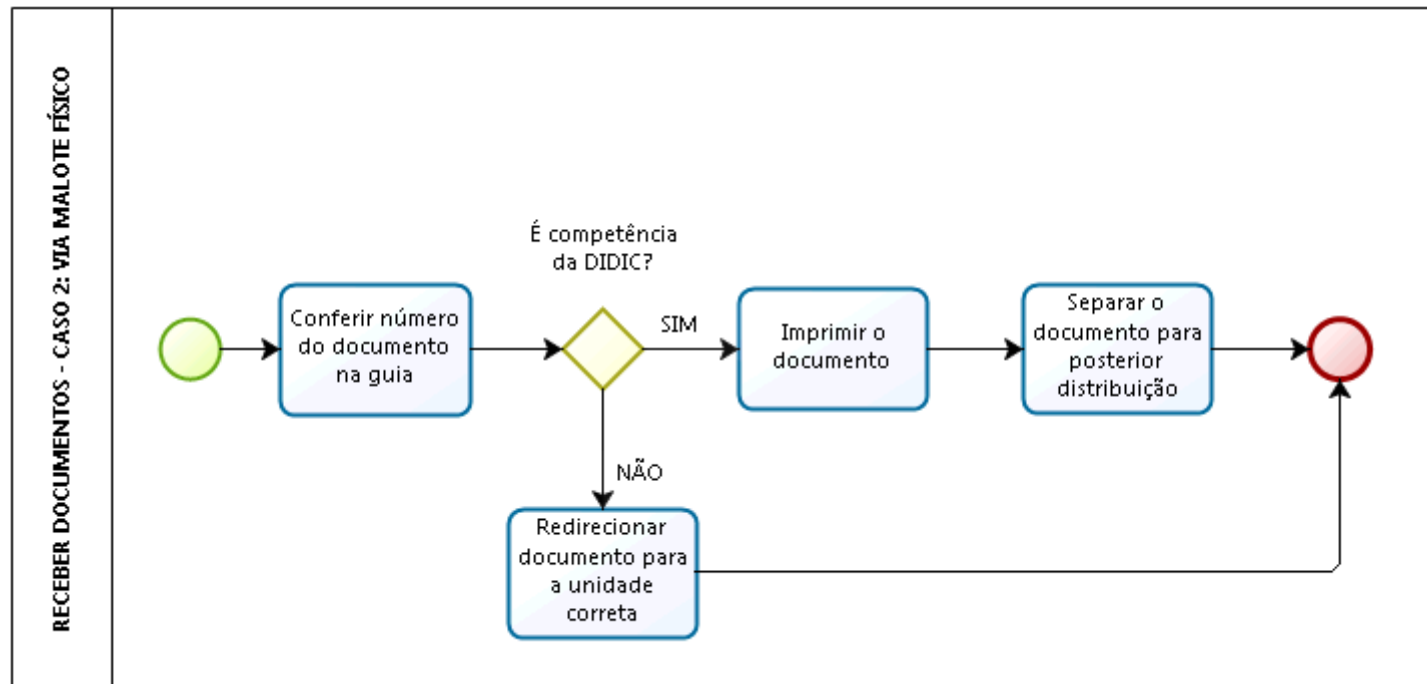 RECEBER DOCUMENTOS - CASO 2: VIA MALOTE FÍSICO
Conferir número
do documento
na guia
É competência
da DIDIC?
SIM
Imprimir o
documento
Separar o
documento para
posterior
distribuição
NÃO
Redirecionar
documento para
a unidade
correta